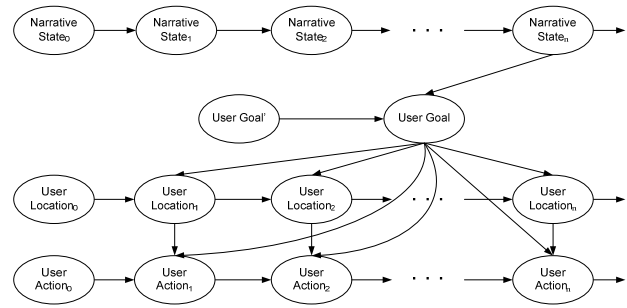 Narrative
State0
Narrative
State1
Narrative
State2
. . .
Narrative
Staten
User Goal'
User Goal
User
Location0
User
Location1
User
Location2
. . .
User
Locationn
User
Action0
User
Action1
User
Action2
. . .
User
Actionn